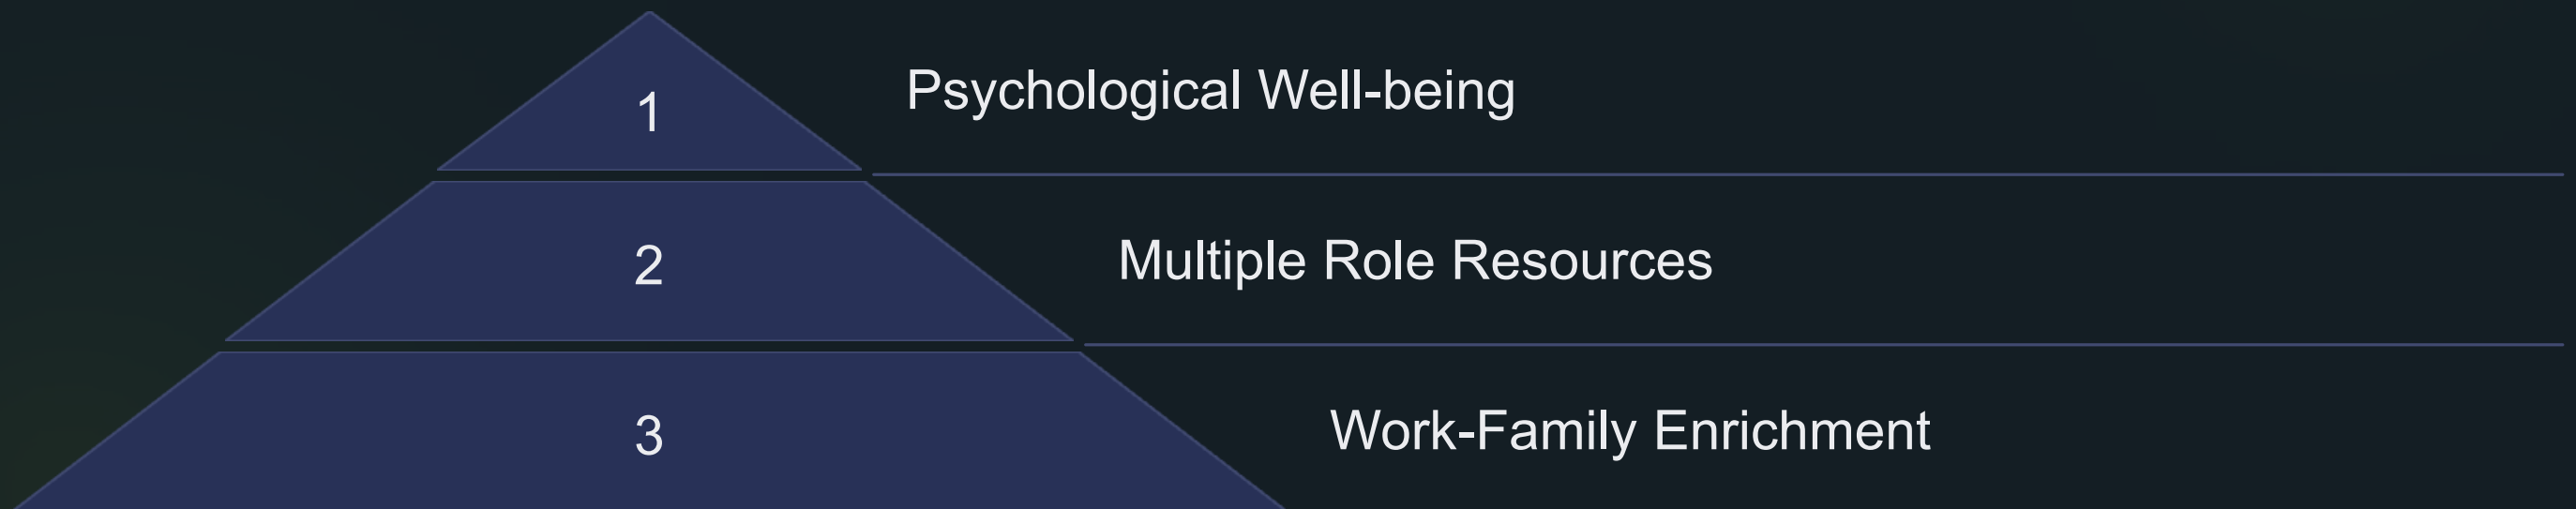 1
Psychological Well-being
2
Multiple Role Resources
3
Work-Family Enrichment